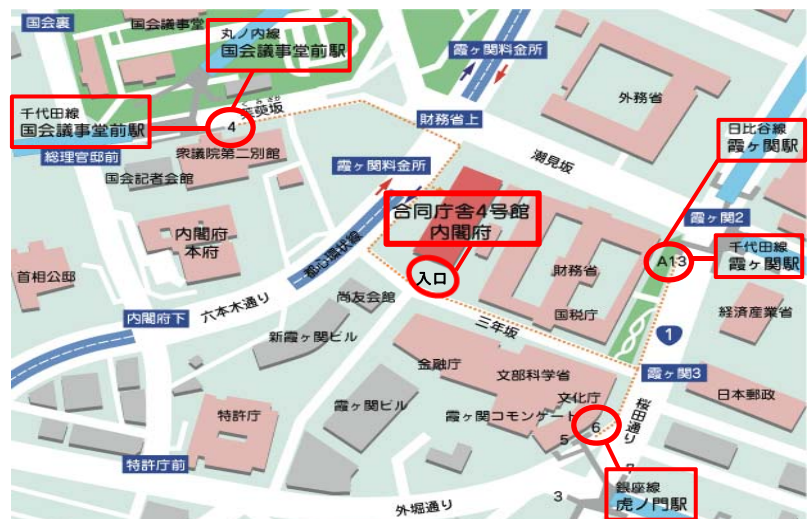 国会裏
国会議事堂
丸ノ内線
国会議事堂前駅
霞ヶ関料金所
外務省
千代田線
国会議事堂前駅
4
茱萸坂
財務省上
日比谷線
霞ヶ関駅
総理官邸前
衆議院第二別館
国会記者会館
霞ヶ関料金所
潮見坂
合同庁舎4号館
内閣府
霞ヶ関2
千代田線
霞ヶ関駅
A13
内閣府
本府
都心環状線
入口
財務省
首相公邸
尚友会館
国税庁
経済産業省
六本木通り
内閣府下
三年坂
1
新霞ヶ関ビル
金融庁
文部科学省
霞ヶ関3
文化庁
日本郵政
霞ヶ関ビル
霞ヶ関コモンゲート
特許庁
桜田通り
6
5
特許庁前
7
銀座線
虎ノ門駅
3
外堀通り